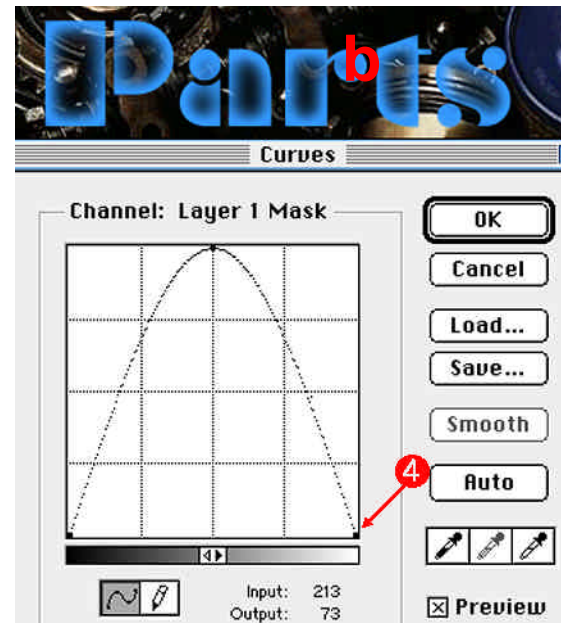 Parts
b
Curves
Channel: Layer 1 Mask
OK
Cancel
Load...
Save...
Smooth
4
Auto
Input: 213
Output: 73
Preview